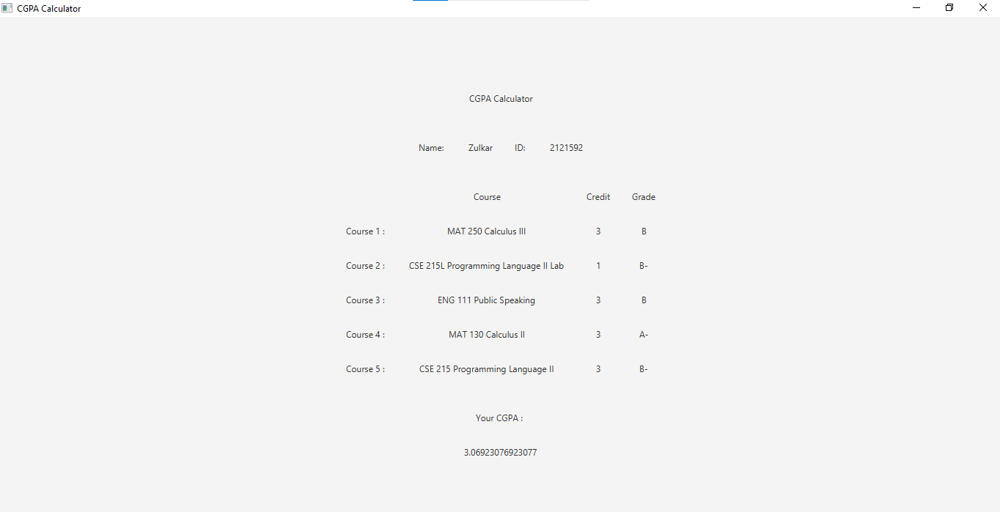 CGPA Calculator
CGPA Calculator
Name: Zulkar ID: 2121592
Course Credit Grade
Course 1 : MAT 250 Calculus III 3 B
Course 2 : CSE 215L Programming Language II Lab 1 B-
Course 3 : ENG 111 Public Speaking 3 B
Course 4 : MAT 130 Calculus II 3 A-
Course 5 : CSE 215 Programming Language II 3 B-
Your CGPA :
3.06923076923077